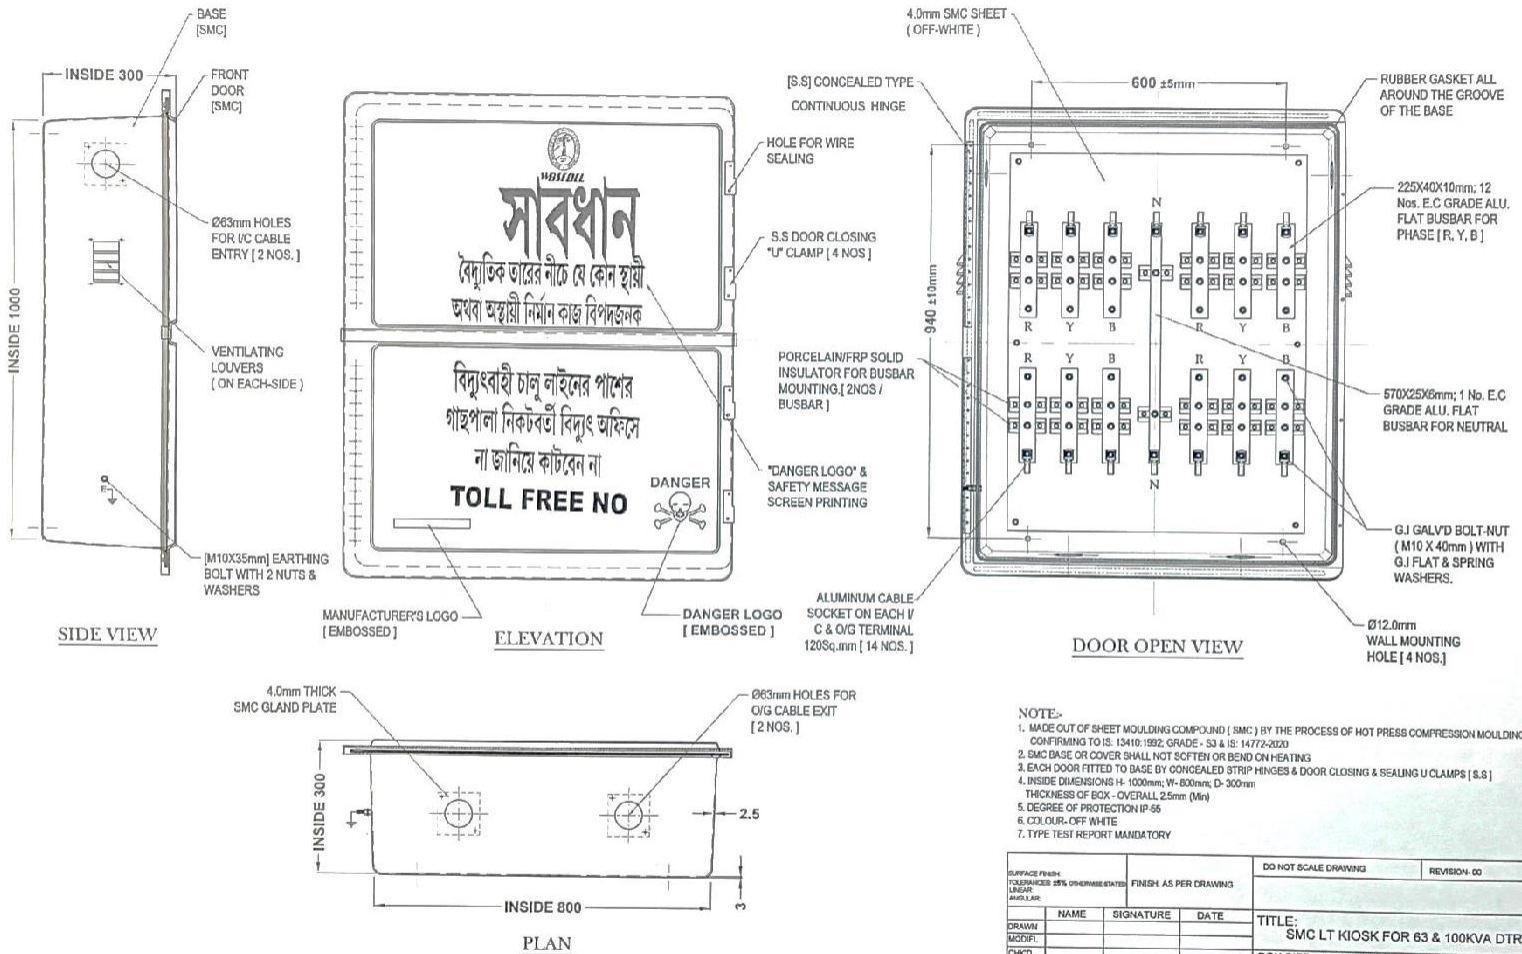 BASE
[SMC]
INSIDE 300
FRONT
DOOR
[SMC]
Ø63mm HOLES
FOR I/C CABLE
ENTRY [ 2 NOS. ]
INSIDE 1000
VENTILATING
LOUVERS
( ON EACH-SIDE )
E
[M10X35mm] EARTHING
BOLT WITH 2 NUTS &
WASHERS
SIDE VIEW
WBSEDCL
সাবধান
বৈদ্যুতিক তারের নীচে যে কোন স্থায়ী
অথবা অস্থায়ী নির্মান কাজ বিপদজনক
বিদ্যুৎবাহী চালু লাইনের পাশের
গাছপালা নিকটবর্তী বিদ্যুৎ অফিসে
না জানিয়ে কাটবেন না
TOLL FREE NO
DANGER
MANUFACTURER'S LOGO
[ EMBOSSED ]
ELEVATION
DANGER LOGO
[ EMBOSSED ]
HOLE FOR WIRE
SEALING
S.S DOOR CLOSING
"U" CLAMP [ 4 NOS ]
"DANGER LOGO" &
SAFETY MESSAGE
SCREEN PRINTING
4.0mm SMC SHEET
( OFF-WHITE )
[S.S] CONCEALED TYPE
CONTINUOUS HINGE
600 ±5mm
940 ±10mm
PORCELAIN/FRP SOLID
INSULATOR FOR BUSBAR
MOUNTING.[ 2NOS /
BUSBAR ]
ALUMINUM CABLE
SOCKET ON EACH I/
C & O/G TERMINAL
120Sq.mm [ 14 NOS. ]
N
R Y B R Y B
R Y B R Y B
N
DOOR OPEN VIEW
RUBBER GASKET ALL
AROUND THE GROOVE
OF THE BASE
225X40X10mm; 12
Nos. E.C GRADE ALU.
FLAT BUSBAR FOR
PHASE [ R, Y, B ]
570X25X6mm; 1 No. E.C
GRADE ALU. FLAT
BUSBAR FOR NEUTRAL
G.I GALV'D BOLT-NUT
( M10 X 40mm ) WITH
G.I FLAT & SPRING
WASHERS.
Ø12.0mm
WALL MOUNTING
HOLE [ 4 NOS.]
4.0mm THICK
SMC GLAND PLATE
Ø63mm HOLES FOR
O/G CABLE EXIT
[ 2 NOS. ]
INSIDE 300
2.5
INSIDE 800
3
PLAN
NOTE:-
1. MADE OUT OF SHEET MOULDING COMPOUND [ SMC ) BY THE PROCESS OF HOT PRESS COMPRESSION MOULDING
CONFIRMING TO IS: 13410:1992; GRADE - S3 & IS: 14772-2020
2. SMC BASE OR COVER SHALL NOT SOFTEN OR BEND ON HEATING
3. EACH DOOR FITTED TO BASE BY CONCEALED STRIP HINGES & DOOR CLOSING & SEALING U CLAMPS [ S.S ]
4. INSIDE DIMENSIONS H- 1000mm; W- 800mm; D- 300mm
THICKNESS OF BOX - OVERALL 2.5mm (Min)
5. DEGREE OF PROTECTION IP-55
6. COLOUR- OFF WHITE
7. TYPE TEST REPORT MANDATORY
SURFACE FINISH:
TOLERANCES ±5% OTHERWISE STATED
LINEAR:
ANGULAR:
FINISH: AS PER DRAWING
DO NOT SCALE DRAWING
REVISION- 00
NAME SIGNATURE DATE
DRAWN
MODIFI.
TITLE:
SMC LT KIOSK FOR 63 & 100KVA DTR